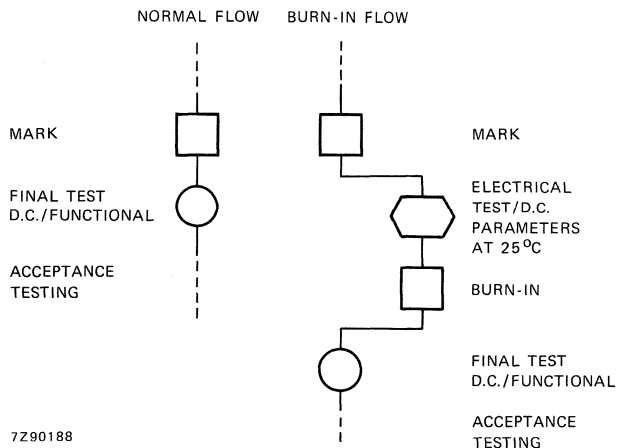 NORMAL FLOW
BURN-IN FLOW
MARK
FINAL TEST
D.C./FUNCTIONAL
ACCEPTANCE
TESTING
MARK
ELECTRICAL
TEST/D.C.
PARAMETERS
AT 25°C
BURN-IN
FINAL TEST
D.C./FUNCTIONAL
ACCEPTANCE
TESTING
7Z90188